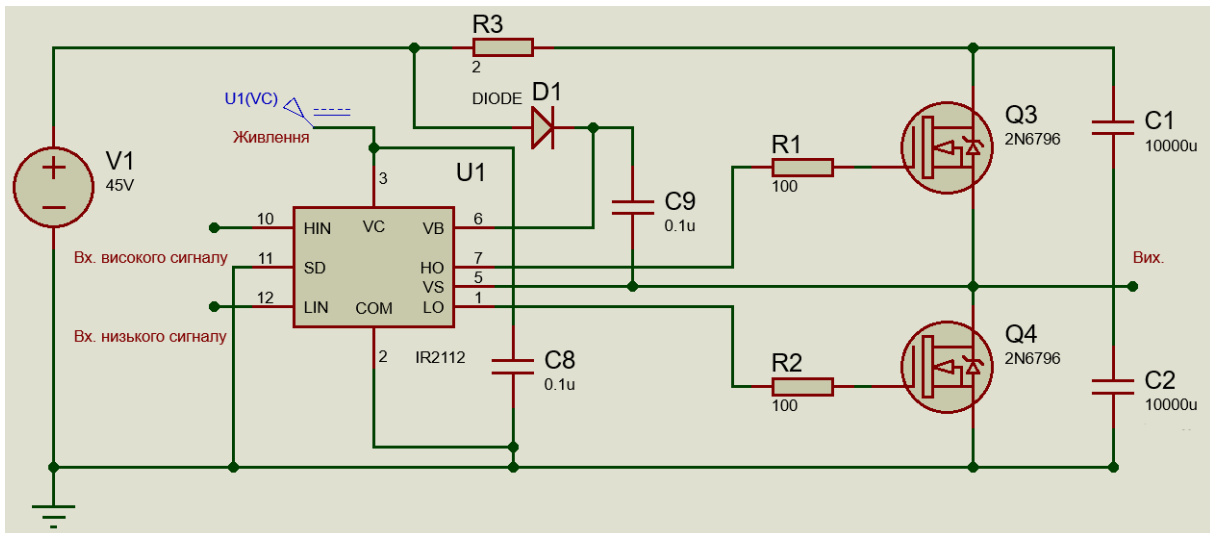 R3
2
U1(VC)
Живлення
DIODE
D1
V1
45V
3
U1
10
HIN
VC
VB
6
Вх. високого сигналу
11
SD
HO
7
VS
5
12
LIN
COM
LO
1
Вх. низького сигналу
2
IR2112
C8
0.1u
C9
0.1u
R1
100
Q3
2N6796
C1
10000u
Вих.
R2
100
Q4
2N6796
C2
10000u